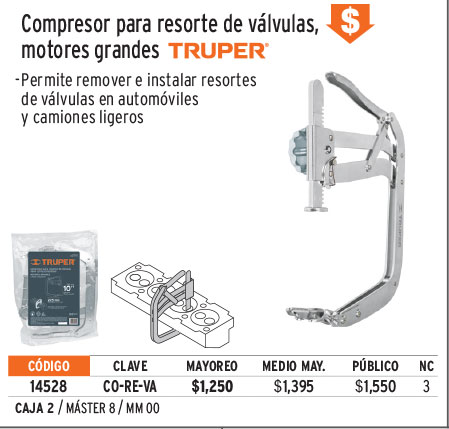 Compresor para resorte de válvulas,
motores grandes TRUPER®
$
-Permite remover e instalar resortes
de válvulas en automóviles
y camiones ligeros
TRUPER
10
CÓDIGO CLAVE MAYOREO MEDIO MAY. PÚBLICO NC
14528 CO-RE-VA $1,250 $1,395 $1,550 3
CAJA 2 / MÁSTER 8 / MM 00